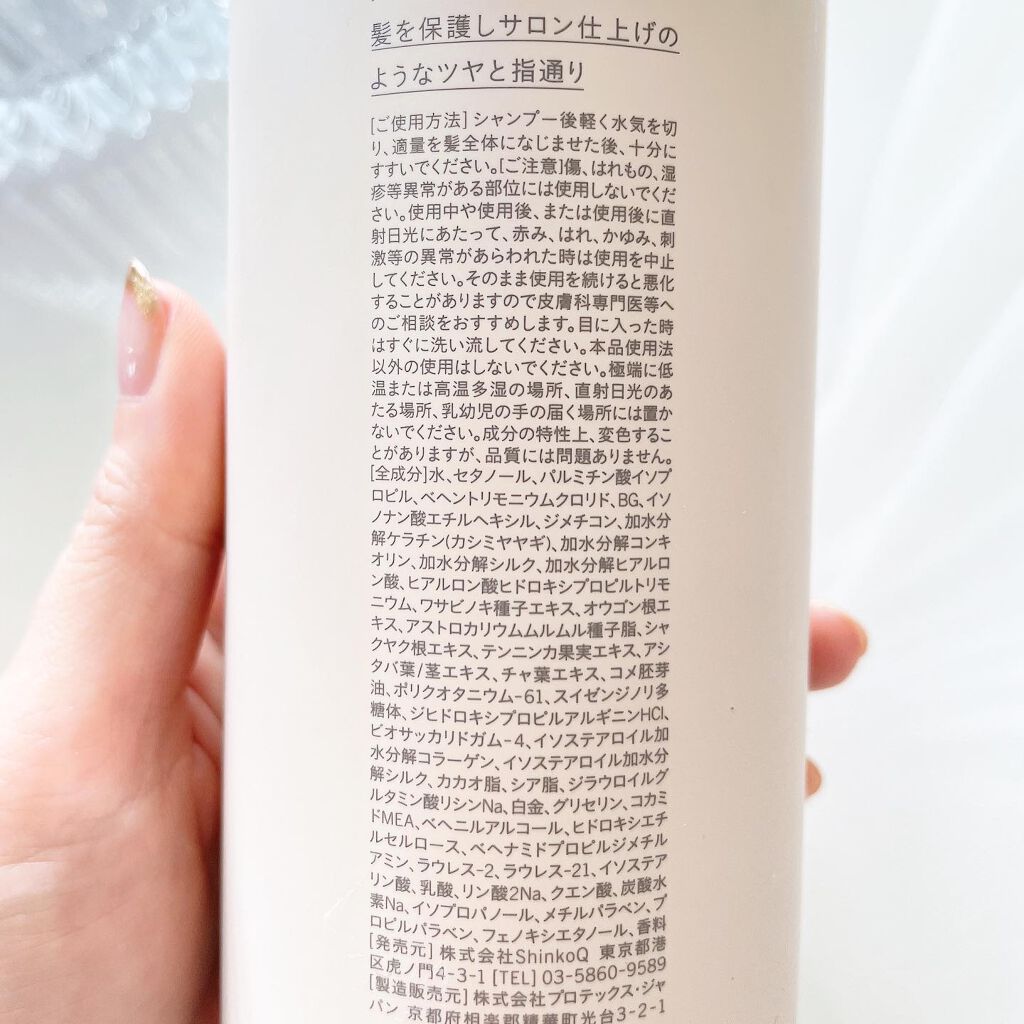 髪を保護しサロン仕上げの
ようなツヤと指通り
[ご使用方法]シャンプー後軽く水気を切
り、適量を髪全体になじませた後、十分に
すすいでください。[ご注意]傷、はれもの、湿
疹等異常がある部位には使用しないでくだ
さい。使用中や使用後、または使用後に直
射日光にあたって、赤み、はれ、かゆみ、刺
激等の異常があらわれた時は使用を中止
してください。そのまま使用を続けると悪化
することがありますので皮膚科専門医等へ
のご相談をおすすめします。目に入った時
はすぐに洗い流してください。本品使用法
以外の使用はしないでください。極端に低
温または高温多湿の場所、直射日光のあ
たる場所、乳幼児の手の届く場所には置か
ないでください。成分の特性上、変色するこ
とがありますが、品質には問題ありません。
[全成分]水、セタノール、パルミチン酸イソプ
ロピル、ベヘントリモニウムクロリド、BG、イソ
ノナン酸エチルヘキシル、ジメチコン、加水分
解ケラチン(カシミヤヤギ)、加水分解コンキ
オリン、加水分解シルク、加水分解ヒアルロ
ン酸、ヒアルロン酸ヒドロキシプロピルトリモ
ニウム、ワサビノキ種子エキス、オウゴン根エ
キス、アストロカリウムムルムル種子脂、シャ
クヤク根エキス、テンニンカ果実エキス、アシ
タバ葉/茎エキス、チャ葉エキス、コメ胚芽
油、ポリクオタニウム-61、スイゼンジノリ多
糖体、ジヒドロキシプロピルアルギニンHCl、
ビオサッカリドガム-4、イソステアロイル加
水分解コラーゲン、イソステアロイル加水分
解シルク、カカオ脂、シア脂、ジラウロイルグ
ルタミン酸リシンNa、白金、グリセリン、コカミ
ドMEA、ベヘニルアルコール、ヒドロキシエチ
ルセルロース、ベヘナミドプロピルジメチル
アミン、ラウレス-2、ラウレス-21、イソステア
リン酸、乳酸、リン酸2Na、クエン酸、炭酸水
素Na、イソプロパノール、メチルパラベン、プ
ロピルパラベン、フェノキシエタノール、香料
[発売元] 株式会社ShinkoQ 東京都港
区虎ノ門4-3-1 [TEL] 03-5860-9589
[製造販売元] 株式会社プロテックス・ジャ
パン 京都府相楽郡精華町光台3-2-1